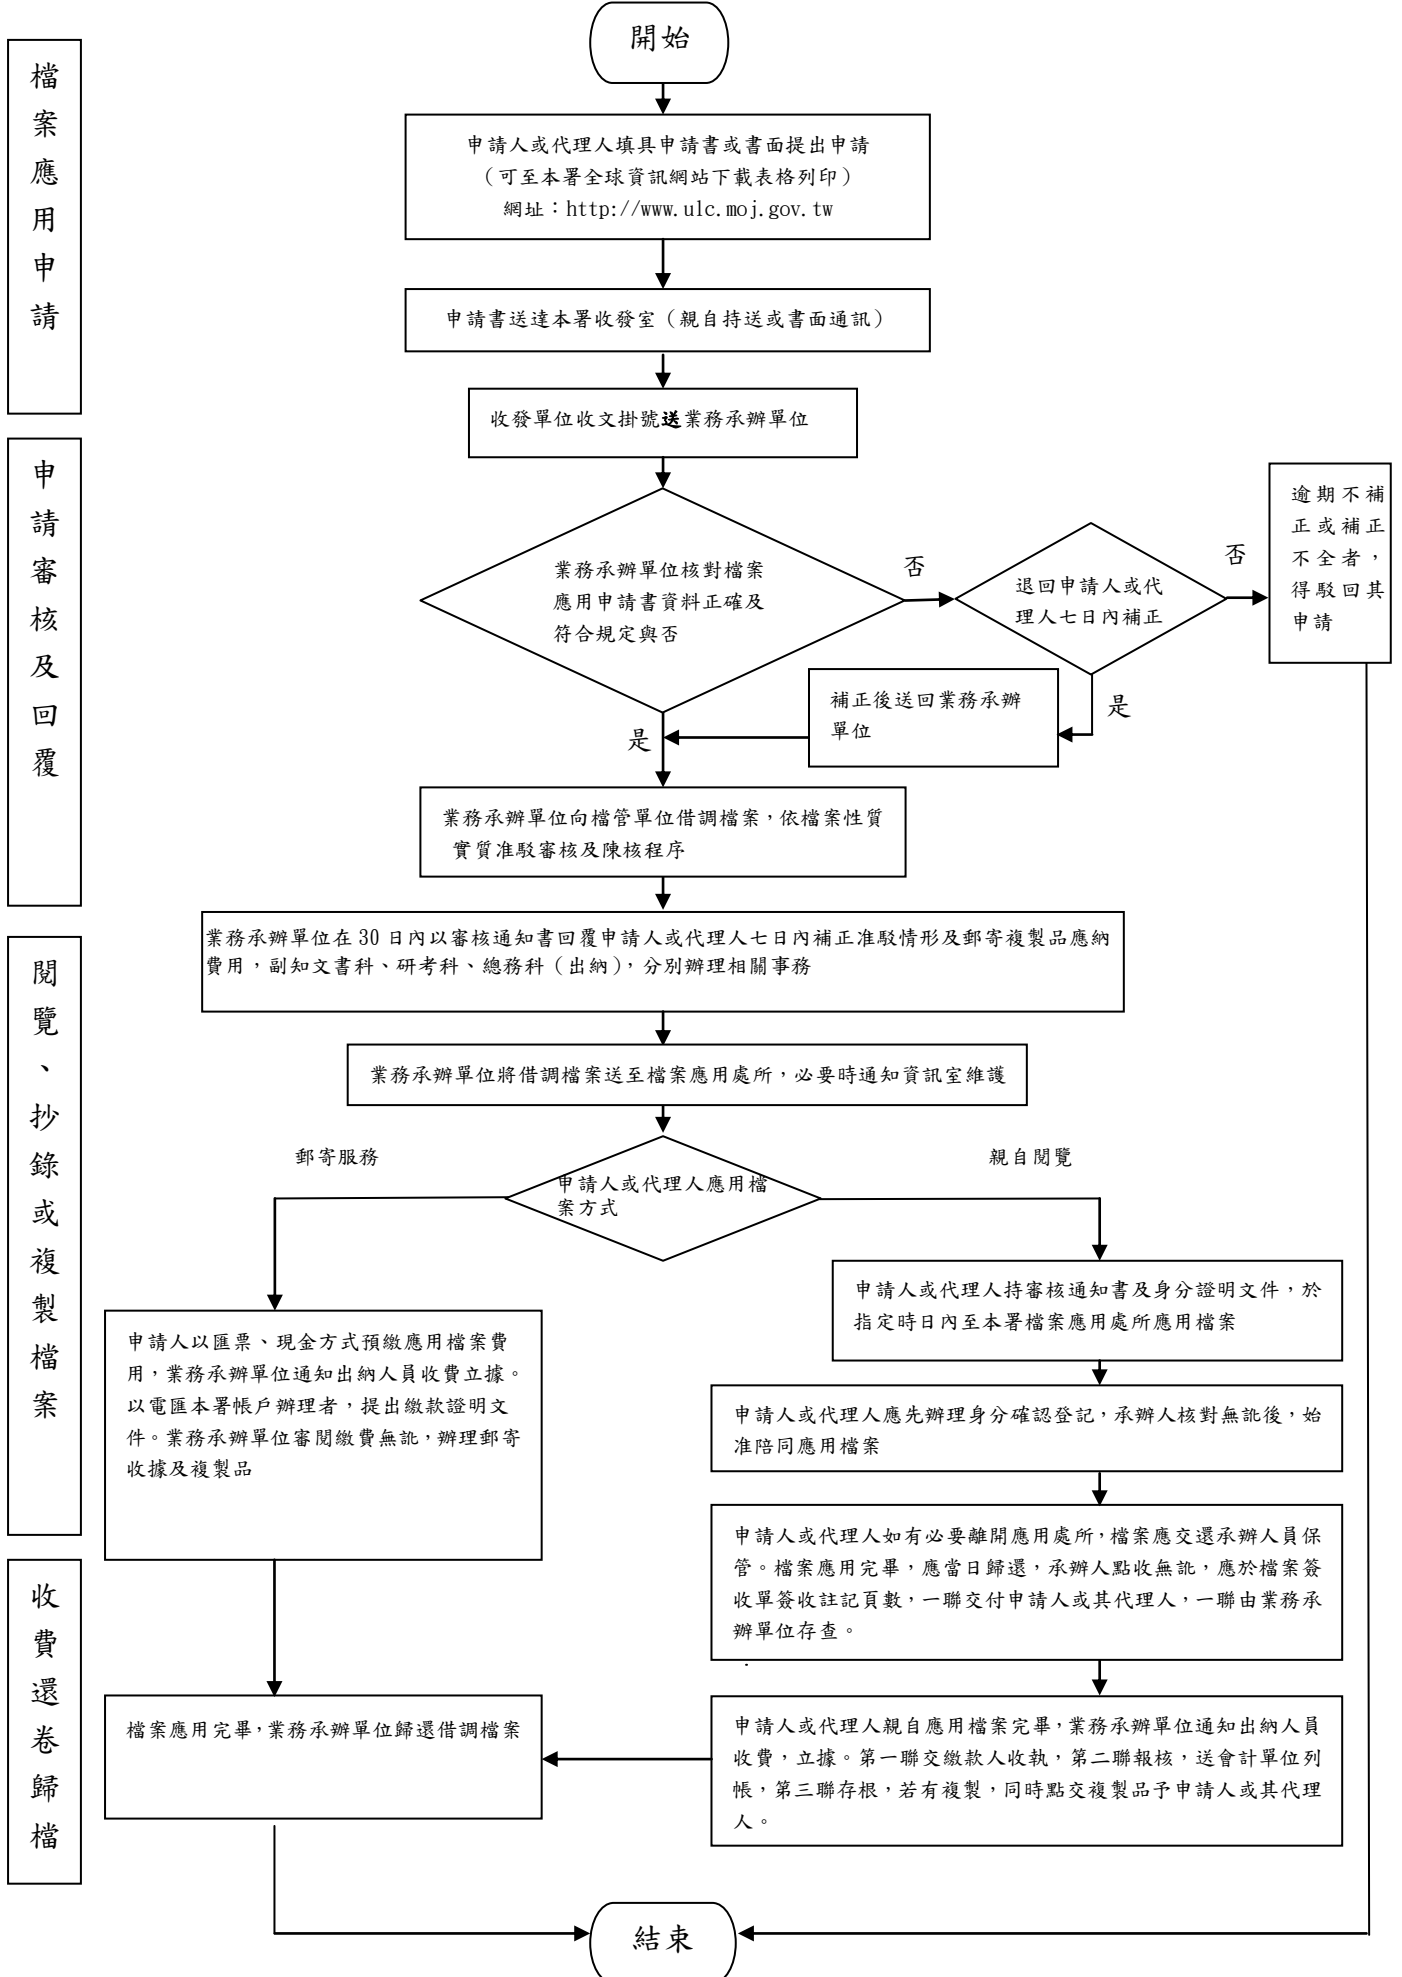 開始
檔案應用申請
申請人或代理人填具申請書或書面提出申請
（可至本署全球資訊網站下載表格列印）
網址：http://www.ulc.moj.gov.tw
申請書送達本署收發室（親自持送或書面通訊）
收發單位收文掛號送業務承辦單位
申請審核及回覆
業務承辦單位核對檔案
應用申請書資料正確及
符合規定與否
否
退回申請人或代
理人七日內補正
否
逾期不補
正或補正
不全者，
得駁回其
申請
是
補正後送回業務承辦
單位
是
業務承辦單位向檔管單位借調檔案，依檔案性質
實質准駁審核及陳核程序
業務承辦單位在 30 日內以審核通知書回覆申請人或代理人七日內補正准駁情形及郵寄複製品應納
費用，副知文書科、研考科、總務科（出納），分別辦理相關事務
閱覽、抄錄或複製檔案
業務承辦單位將借調檔案送至檔案應用處所，必要時通知資訊室維護
郵寄服務
申請人或代理人應用檔
案方式
親自閱覽
申請人或代理人持審核通知書及身分證明文件，於
指定時日內至本署檔案應用處所應用檔案
申請人以匯票、現金方式預繳應用檔案費
用，業務承辦單位通知出納人員收費立據。
以電匯本署帳戶辦理者，提出繳款證明文
件。業務承辦單位審閱繳費無訛，辦理郵寄
收據及複製品
申請人或代理人應先辦理身分確認登記，承辦人核對無訛後，始
准陪同應用檔案
申請人或代理人如有必要離開應用處所，檔案應交還承辦人員保
管。檔案應用完畢，應當日歸還，承辦人點收無訛，應於檔案簽
收單簽收註記頁數，一聯交付申請人或其代理人，一聯由業務承
辦單位存查。
收費還卷歸檔
檔案應用完畢，業務承辦單位歸還借調檔案
申請人或代理人親自應用檔案完畢，業務承辦單位通知出納人員
收費，立據。第一聯交繳款人收執，第二聯報核，送會計單位列
帳，第三聯存根，若有複製，同時點交複製品予申請人或其代理
人。
結束